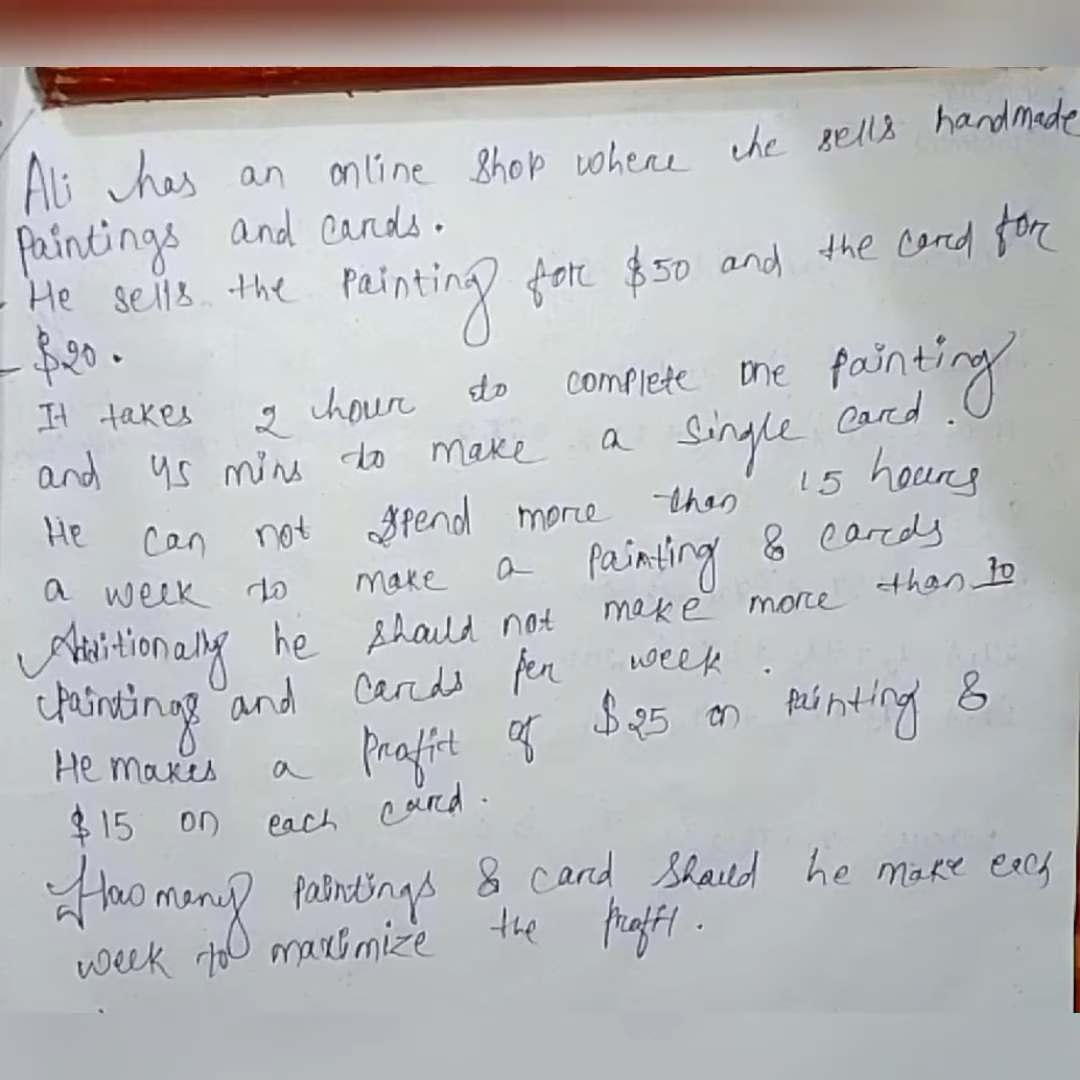 Ali has an online shop where he sells handmade
paintings and cards.
He sells the painting for $50 and the card for
$20.
It takes 2 hour to complete one painting
and 45 mins to make a single card.
He can not spend more than 15 hours
a week to make a painting & cards
Additionally he should not make more than 10
paintings and cards per week.
He makes a profit of $25 on painting &
$15 on each card.
How many paintings & card should he make each
week to maximize the profit.